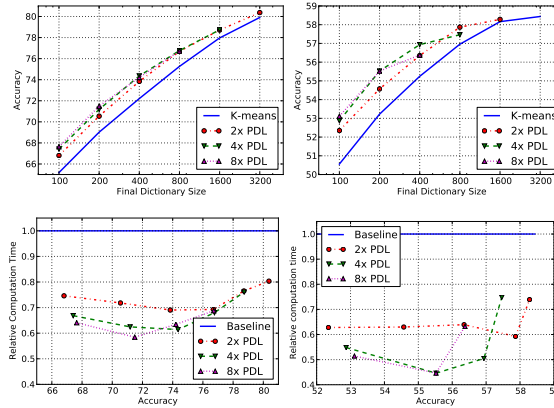 80
78
76
74
72
70
68
66
Accuracy
100
200
400
800
1600
3200
Final Dictionary Size
K-means
2x PDL
4x PDL
8x PDL
59
58
57
56
55
54
53
52
51
50
Accuracy
100
200
400
800
1600
3200
Final Dictionary Size
K-means
2x PDL
4x PDL
8x PDL
1.0
0.9
0.8
0.7
0.6
0.5
0.4
Relative Computation Time
66
68
70
72
74
76
78
80
Accuracy
Baseline
2x PDL
4x PDL
8x PDL
1.0
0.9
0.8
0.7
0.6
0.5
0.4
Relative computation time
52
53
54
55
56
57
58
Accuracy
Baseline
2x PDL
4x PDL
8x PDL